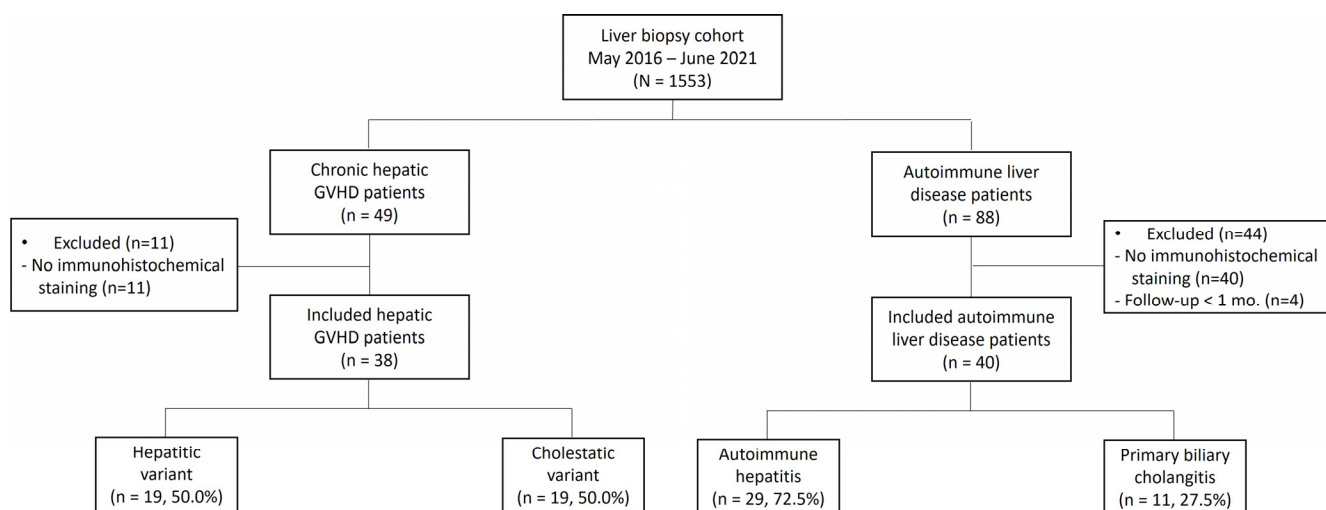 Liver biopsy cohort
May 2016 – June 2021
(N = 1553)
Chronic hepatic
GVHD patients
(n = 49)
Autoimmune liver
disease patients
(n = 88)
• Excluded (n=11)
- No immunohistochemical
staining (n=11)
• Excluded (n=44)
- No immunohistochemical
staining (n=40)
- Follow-up < 1 mo. (n=4)
Included hepatic
GVHD patients
(n = 38)
Included autoimmune
liver disease patients
(n = 40)
Hepatitic
variant
(n = 19, 50.0%)
Cholestatic
variant
(n = 19, 50.0%)
Autoimmune
hepatitis
(n = 29, 72.5%)
Primary biliary
cholangitis
(n = 11, 27.5%)